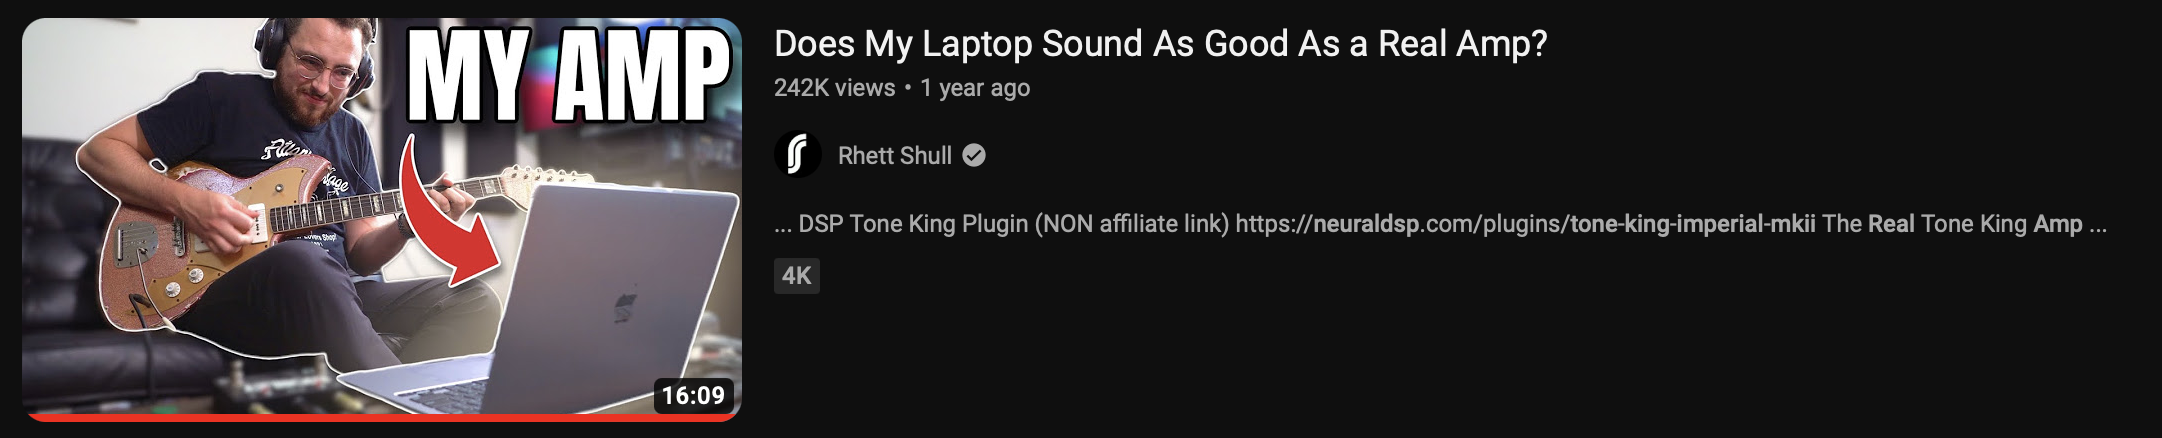 MY AMP
16:09
Does My Laptop Sound As Good As a Real Amp?
242K views • 1 year ago
Rhett Shull
... DSP Tone King Plugin (NON affiliate link) https://neuraldsp.com/plugins/tone-king-imperial-mkii The Real Tone King Amp ...
4K